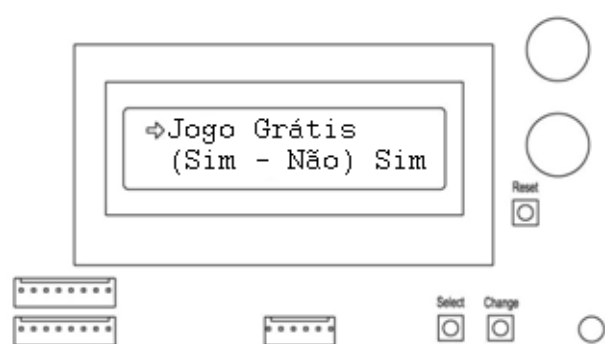 ⇨Jogo Grátis
(Sim - Não) Sim
Reset
Select Change